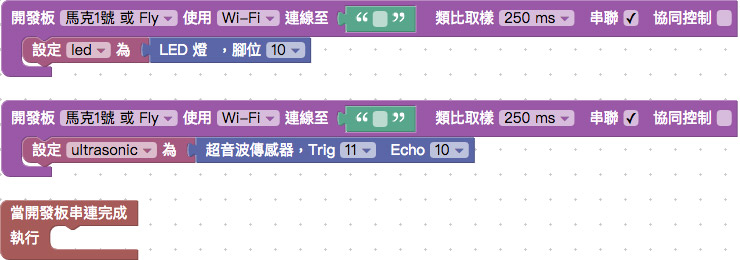 開發板 馬克1號 或 Fly 使用 Wi-Fi 連線至 “ ” 類比取樣 250 ms 串聯 ✓ 協同控制
設定 led 為 LED 燈 ，腳位 10
開發板 馬克1號 或 Fly 使用 Wi-Fi 連線至 “ ” 類比取樣 250 ms 串聯 ✓ 協同控制
設定 ultrasonic 為 超音波傳感器，Trig 11 Echo 10
當開發板串連完成
執行